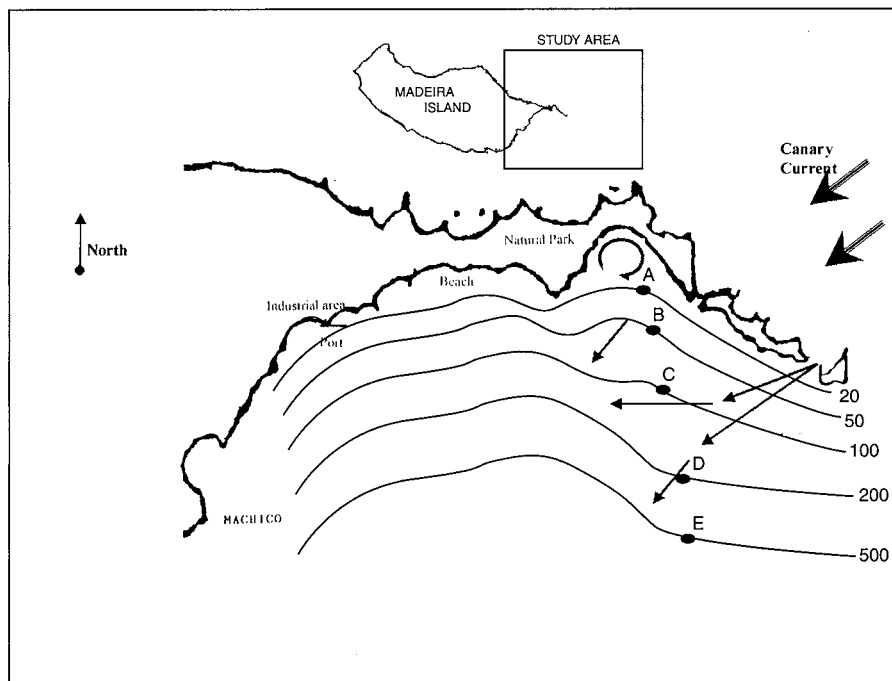 STUDY AREA
MADEIRA
ISLAND
Canary
Current
North
Natural Park
A
Beach
Industrial area
B
Port
C
20
50
100
D
200
MACHICO
E
500